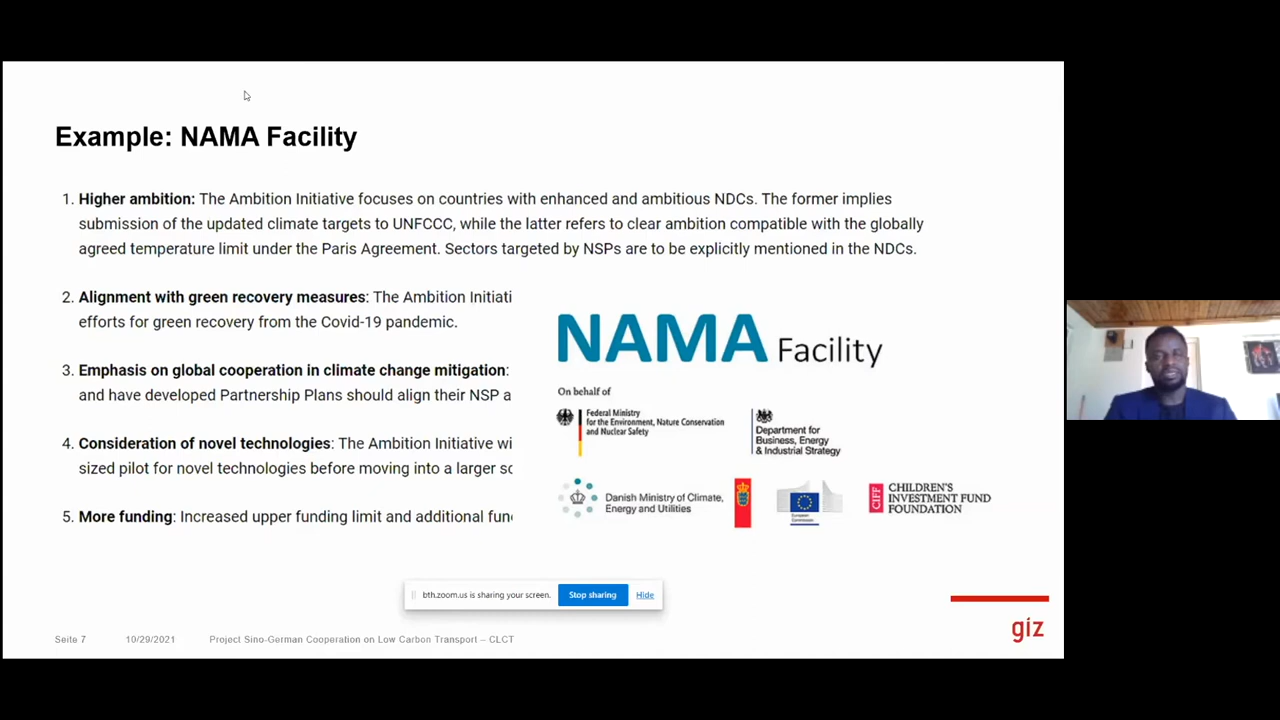 Example: NAMA Facility
1. Higher ambition: The Ambition Initiative focuses on countries with enhanced and ambitious NDCs. The former implies
submission of the updated climate targets to UNFCCC, while the latter refers to clear ambition compatible with the globally
agreed temperature limit under the Paris Agreement. Sectors targeted by NSPs are to be explicitly mentioned in the NDCs.
2. Alignment with green recovery measures: The Ambition Initiati
efforts for green recovery from the Covid-19 pandemic.
3. Emphasis on global cooperation in climate change mitigation:
and have developed Partnership Plans should align their NSP a
4. Consideration of novel technologies: The Ambition Initiative wi
sized pilot for novel technologies before moving into a larger sc
5. More funding: Increased upper funding limit and additional fun
NAMA Facility
On behalf of
Federal Ministry
for the Environment, Nature Conservation
and Nuclear Safety
Department for
Business, Energy
& Industrial Strategy
Danish Ministry of Climate,
Energy and Utilities
European
Commission
CIFF
CHILDREN'S
INVESTMENT FUND
FOUNDATION
bth.zoom.us is sharing your screen.
Stop sharing
Hide
Seite 7
10/29/2021
Project Sino-German Cooperation on Low Carbon Transport – CLCT
giz